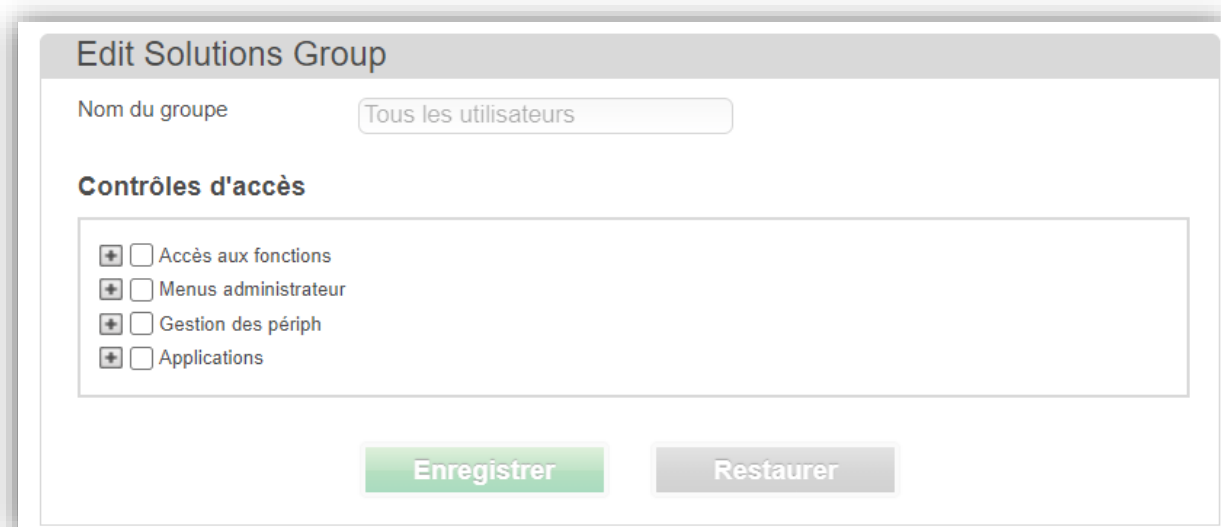 Edit Solutions Group
Nom du groupe Tous les utilisateurs
Contrôles d'accès
Accès aux fonctions
Menus administrateur
Gestion des périph
Applications
Enregistrer Restaurer